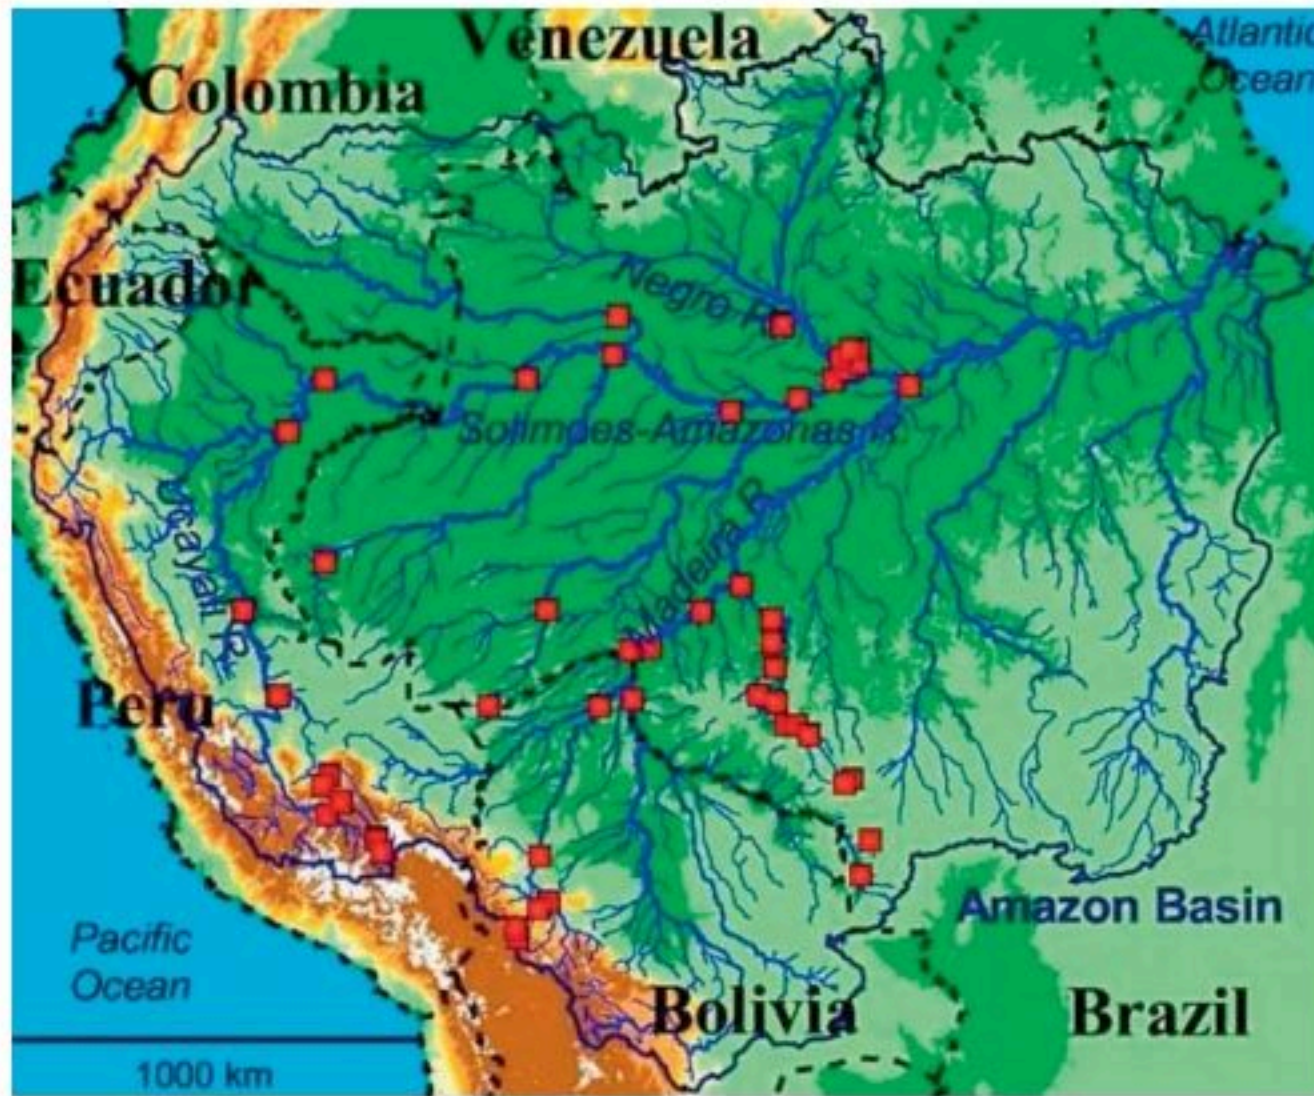 Venezuela
Atlantic
Ocean
Colombia
Ecuador
Negro R.
Solimões-Amazonas R.
Ucayali R.
Madeira R.
Peru
Amazon Basin
Pacific
Ocean
Bolivia
Brazil
1000 km